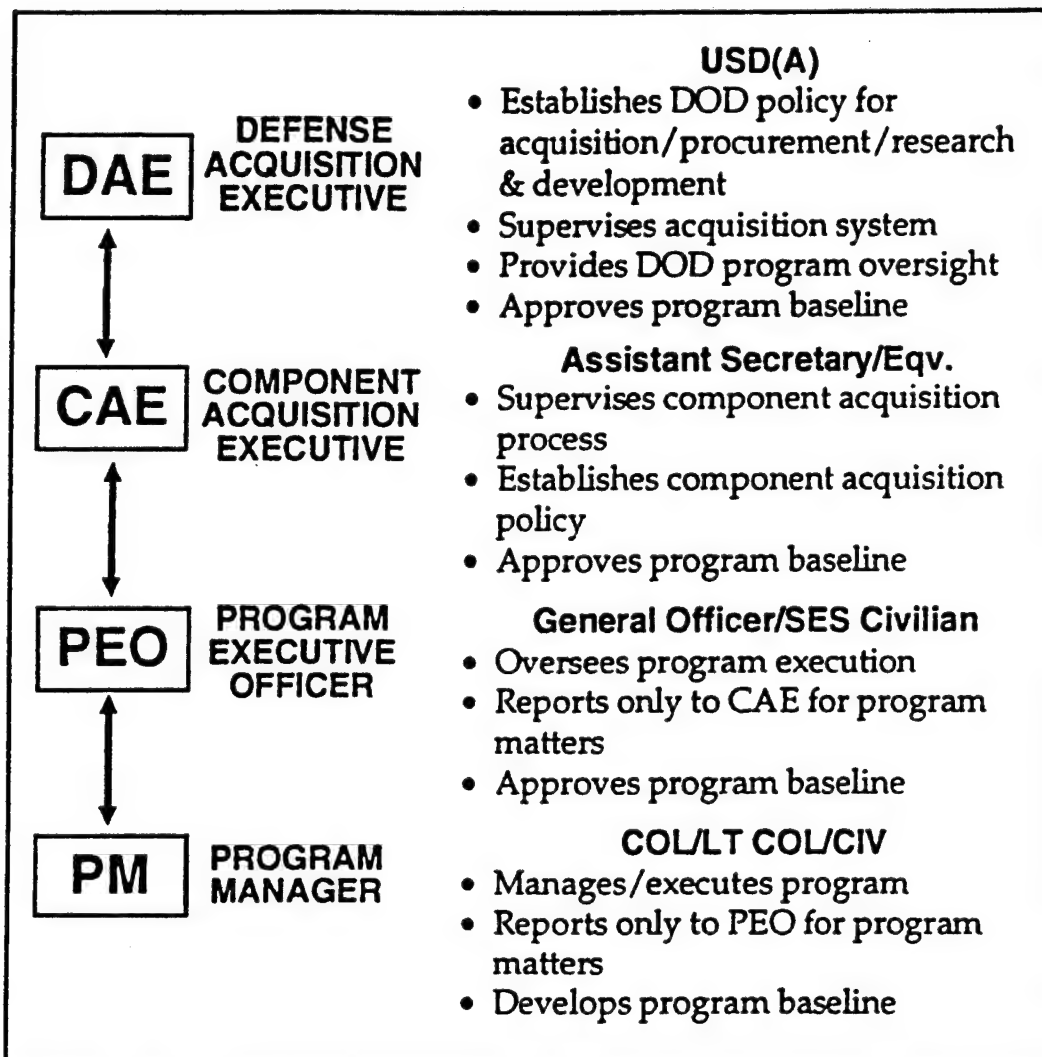 DAE
DEFENSE
ACQUISITION
EXECUTIVE
USD(A)
• Establishes DOD policy for
acquisition/procurement/research
& development
• Supervises acquisition system
• Provides DOD program oversight
• Approves program baseline
CAE
COMPONENT
ACQUISITION
EXECUTIVE
Assistant Secretary/Eqv.
• Supervises component acquisition
process
• Establishes component acquisition
policy
• Approves program baseline
PEO
PROGRAM
EXECUTIVE
OFFICER
General Officer/SES Civilian
• Oversees program execution
• Reports only to CAE for program
matters
• Approves program baseline
PM
PROGRAM
MANAGER
COL/LT COL/CIV
• Manages/executes program
• Reports only to PEO for program
matters
• Develops program baseline